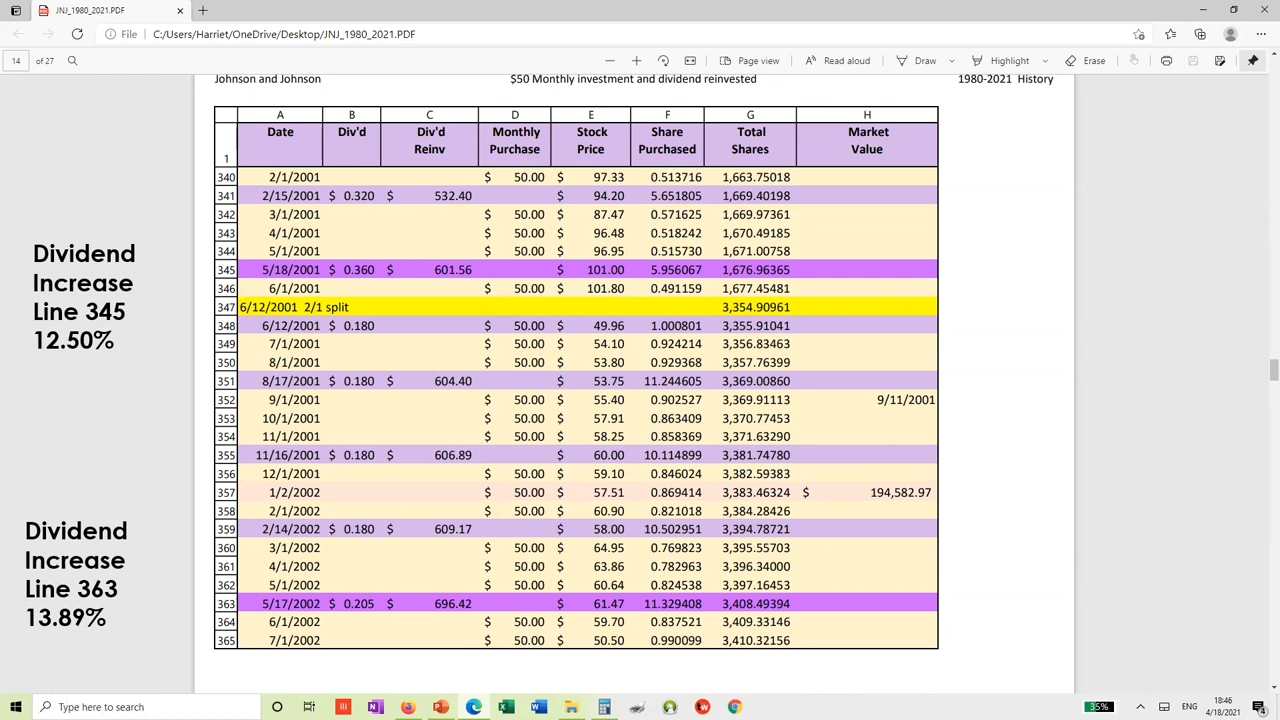 JNJ_1980_2021.PDF
File C:/Users/Harriet/OneDrive/Desktop/JNJ_1980_2021.PDF
14 of 27 Page view Read aloud Draw Highlight Erase
Johnson and Johnson $50 Monthly investment and dividend reinvested 1980-2021 History
A B C D E F G H
Date Div'd Div'd Monthly Stock Share Total Market
1 Reinv Purchase Price Purchased Shares Value
340 2/1/2001 $ 50.00 $ 97.33 0.513716 1,663.75018
341 2/15/2001 $ 0.320 $ 532.40 $ 94.20 5.651805 1,669.40198
342 3/1/2001 $ 50.00 $ 87.47 0.571625 1,669.97361
343 4/1/2001 $ 50.00 $ 96.48 0.518242 1,670.49185
344 5/1/2001 $ 50.00 $ 96.95 0.515730 1,671.00758
345 5/18/2001 $ 0.360 $ 601.56 $ 101.00 5.956067 1,676.96365
346 6/1/2001 $ 50.00 $ 101.80 0.491159 1,677.45481
347 6/12/2001 2/1 split 3,354.90961
348 6/12/2001 $ 0.180 $ 50.00 $ 49.96 1.000801 3,355.91041
349 7/1/2001 $ 50.00 $ 54.10 0.924214 3,356.83463
350 8/1/2001 $ 50.00 $ 53.80 0.929368 3,357.76399
351 8/17/2001 $ 0.180 $ 604.40 $ 53.75 11.244605 3,369.00860
352 9/1/2001 $ 50.00 $ 55.40 0.902527 3,369.91113 9/11/2001
353 10/1/2001 $ 50.00 $ 57.91 0.863409 3,370.77453
354 11/1/2001 $ 50.00 $ 58.25 0.858369 3,371.63290
355 11/16/2001 $ 0.180 $ 606.89 $ 60.00 10.114899 3,381.74780
356 12/1/2001 $ 50.00 $ 59.10 0.846024 3,382.59383
357 1/2/2002 $ 50.00 $ 57.51 0.869414 3,383.46324 $ 194,582.97
358 2/1/2002 $ 50.00 $ 60.90 0.821018 3,384.28426
359 2/14/2002 $ 0.180 $ 609.17 $ 58.00 10.502951 3,394.78721
360 3/1/2002 $ 50.00 $ 64.95 0.769823 3,395.55703
361 4/1/2002 $ 50.00 $ 63.86 0.782963 3,396.34000
362 5/1/2002 $ 50.00 $ 60.64 0.824538 3,397.16453
363 5/17/2002 $ 0.205 $ 696.42 $ 61.47 11.329408 3,408.49394
364 6/1/2002 $ 50.00 $ 59.70 0.837521 3,409.33146
365 7/1/2002 $ 50.00 $ 50.50 0.990099 3,410.32156
Dividend
Increase
Line 345
12.50%
Dividend
Increase
Line 363
13.89%
Type here to search
35%
ENG
18:46
4/18/2021